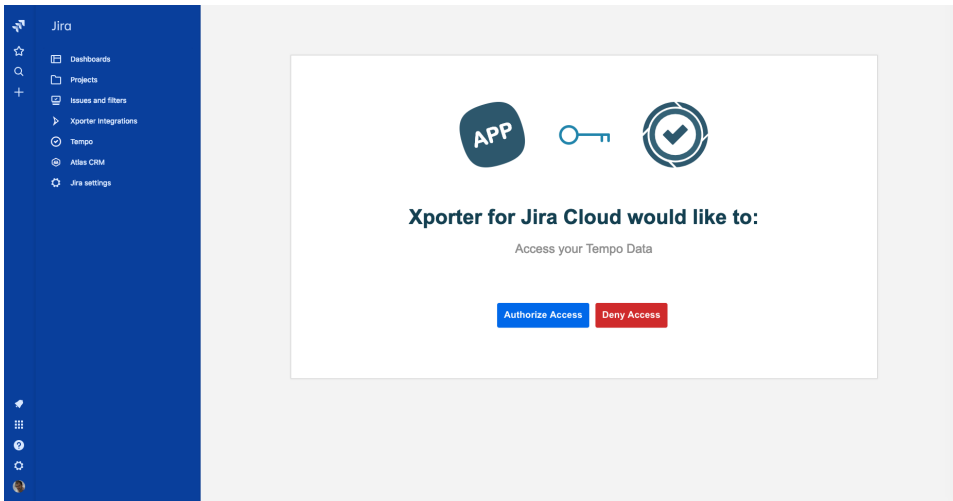 Jira
Dashboards
Projects
Issues and filters
Xporter Integrations
Tempo
Atlas CRM
Jira settings
APP
Xporter for Jira Cloud would like to:
Access your Tempo Data
Authorize Access
Deny Access